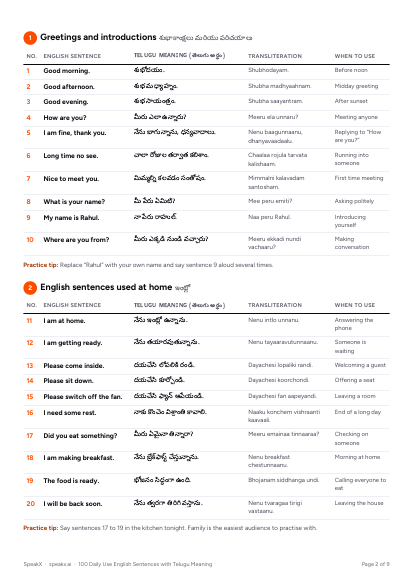 1 Greetings and introductions శుభాకాంక్షలు మరియు పరిచయాలు
NO. ENGLISH SENTENCE TELUGU MEANING (తెలుగు అర్థం) TRANSLITERATION WHEN TO USE
1 Good morning. శుభోదయం. Shubhodayam. Before noon
2 Good afternoon. శుభ మధ్యాహ్నం. Shubha madhyaahnam. Midday greeting
3 Good evening. శుభ సాయంత్రం. Shubha saayantram. After sunset
4 How are you? మీరు ఎలా ఉన్నారు? Meeru ela unnaru? Meeting anyone
5 I am fine, thank you. నేను బాగున్నాను, ధన్యవాదాలు. Nenu baagunnaanu, Replying to "How
dhanyavaadaalu. are you?"
6 Long time no see. చాలా రోజుల తర్వాత కలిశాం. Chaalaa rojula tarvata Running into
kalishaam. someone
7 Nice to meet you. మిమ్మల్ని కలవడం సంతోషం. Mimmalni kalavadam First time meeting
santosham.
8 What is your name? మీ పేరు ఏమిటి? Mee peru emiti? Asking politely
9 My name is Rahul. నా పేరు రాహుల్. Naa peru Rahul. Introducing
yourself
10 Where are you from? మీరు ఎక్కడి నుండి వచ్చారు? Meeru ekkadi nundi Making
vachaaru? conversation
Practice tip: Replace "Rahul" with your own name and say sentence 9 aloud several times.
2 English sentences used at home ఇంట్లో
NO. ENGLISH SENTENCE TELUGU MEANING (తెలుగు అర్థం) TRANSLITERATION WHEN TO USE
11 I am at home. నేను ఇంట్లో ఉన్నాను. Nenu intlo unnanu. Answering the
phone
12 I am getting ready. నేను తయారవుతున్నాను. Nenu tayaaravutunnaanu. Someone is
waiting
13 Please come inside. దయచేసి లోపలికి రండి. Dayachesi lopaliki randi. Welcoming a guest
14 Please sit down. దయచేసి కూర్చోండి. Dayachesi koorchondi. Offering a seat
15 Please switch off the fan. దయచేసి ఫ్యాన్ ఆపేయండి. Dayachesi fan aapeyandi. Leaving a room
16 I need some rest. నాకు కొంచెం విశ్రాంతి కావాలి. Naaku konchem vishraanti End of a long day
kaavaali.
17 Did you eat something? మీరు ఏమైనా తిన్నారా? Meeru emainaa tinnaaraa? Checking on
someone
18 I am making breakfast. నేను బ్రేక్‌ఫాస్ట్ చేస్తున్నాను. Nenu breakfast Morning at home
chestunnaanu.
19 The food is ready. భోజనం సిద్ధంగా ఉంది. Bhojanam siddhanga undi. Calling everyone to
eat
20 I will be back soon. నేను త్వరగా తిరిగి వస్తాను. Nenu tvaragaa tirigi Leaving the house
vastaanu.
Practice tip: Say sentences 17 to 19 in the kitchen tonight. Family is the easiest audience to practise with.
SpeakX · speakx.ai · 100 Daily Use English Sentences with Telugu Meaning Page 2 of 9